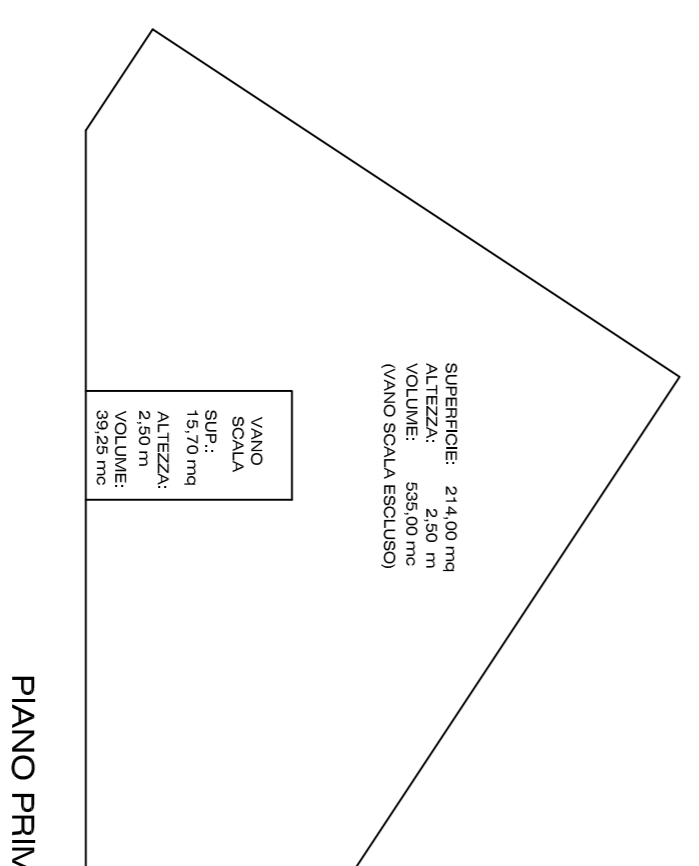 SUPERFICIE: 214,00 mq
ALTEZZA: 2,50 m
VOLUME: 535,00 mc
(VANO SCALA ESCLUSO)
VANO
SCALA
SUP.:
15,70 mq
ALTEZZA:
2,50 m
VOLUME:
39,25 mc
PIANO